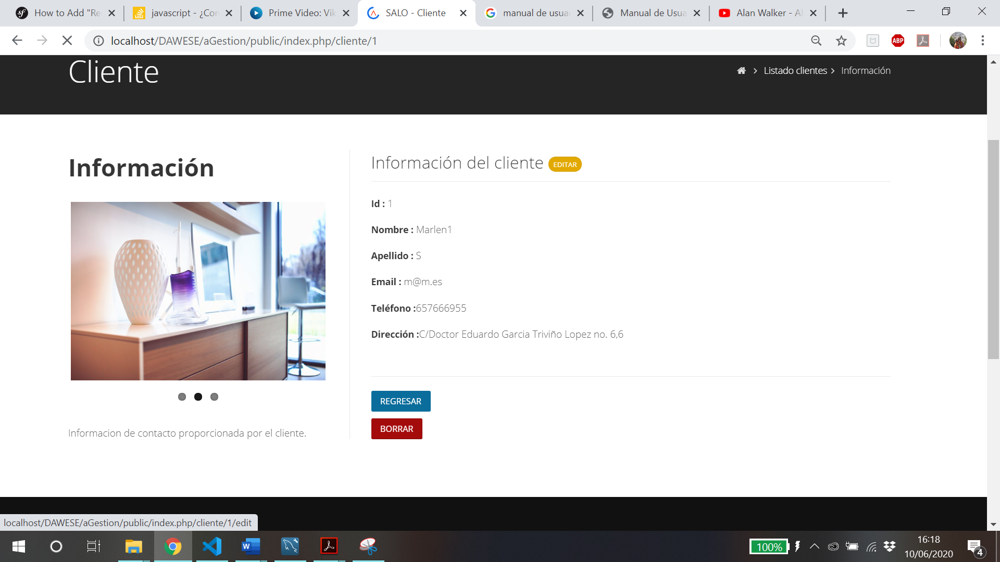 How to Add "Re
javascript - ¿Con
Prime Video: Vik
SALO - Cliente
manual de usuar
Manual de Usua
Alan Walker - Al
localhost/DAWESE/aGestion/public/index.php/cliente/1
ABP
Cliente
Listado clientes
Información
Información
Información del cliente EDITAR
Id : 1
Nombre : Marlen1
Apellido : S
Email : m@m.es
Teléfono :657666955
Dirección :C/Doctor Eduardo Garcia Triviño Lopez no. 6,6
REGRESAR
BORRAR
Informacion de contacto proporcionada por el cliente.
localhost/DAWESE/aGestion/public/index.php/cliente/1/edit
100%
16:18
10/06/2020
4